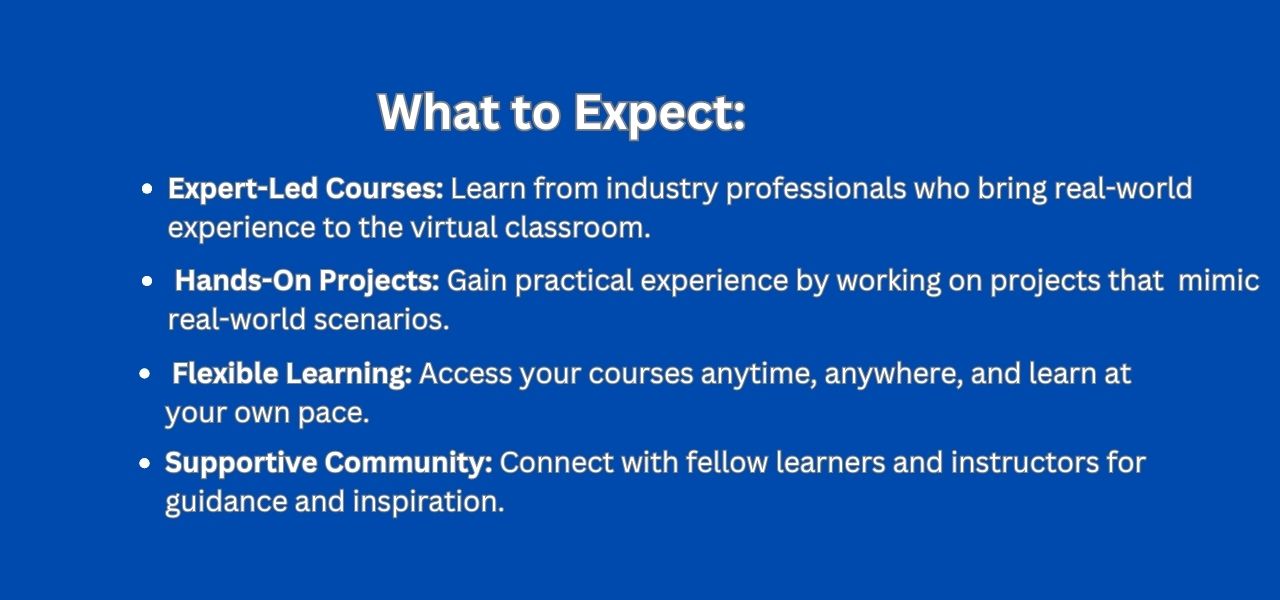 What to Expect:
• Expert-Led Courses: Learn from industry professionals who bring real-world
experience to the virtual classroom.
• Hands-On Projects: Gain practical experience by working on projects that  mimic
real-world scenarios.
• Flexible Learning: Access your courses anytime, anywhere, and learn at
your own pace.
• Supportive Community: Connect with fellow learners and instructors for
guidance and inspiration.